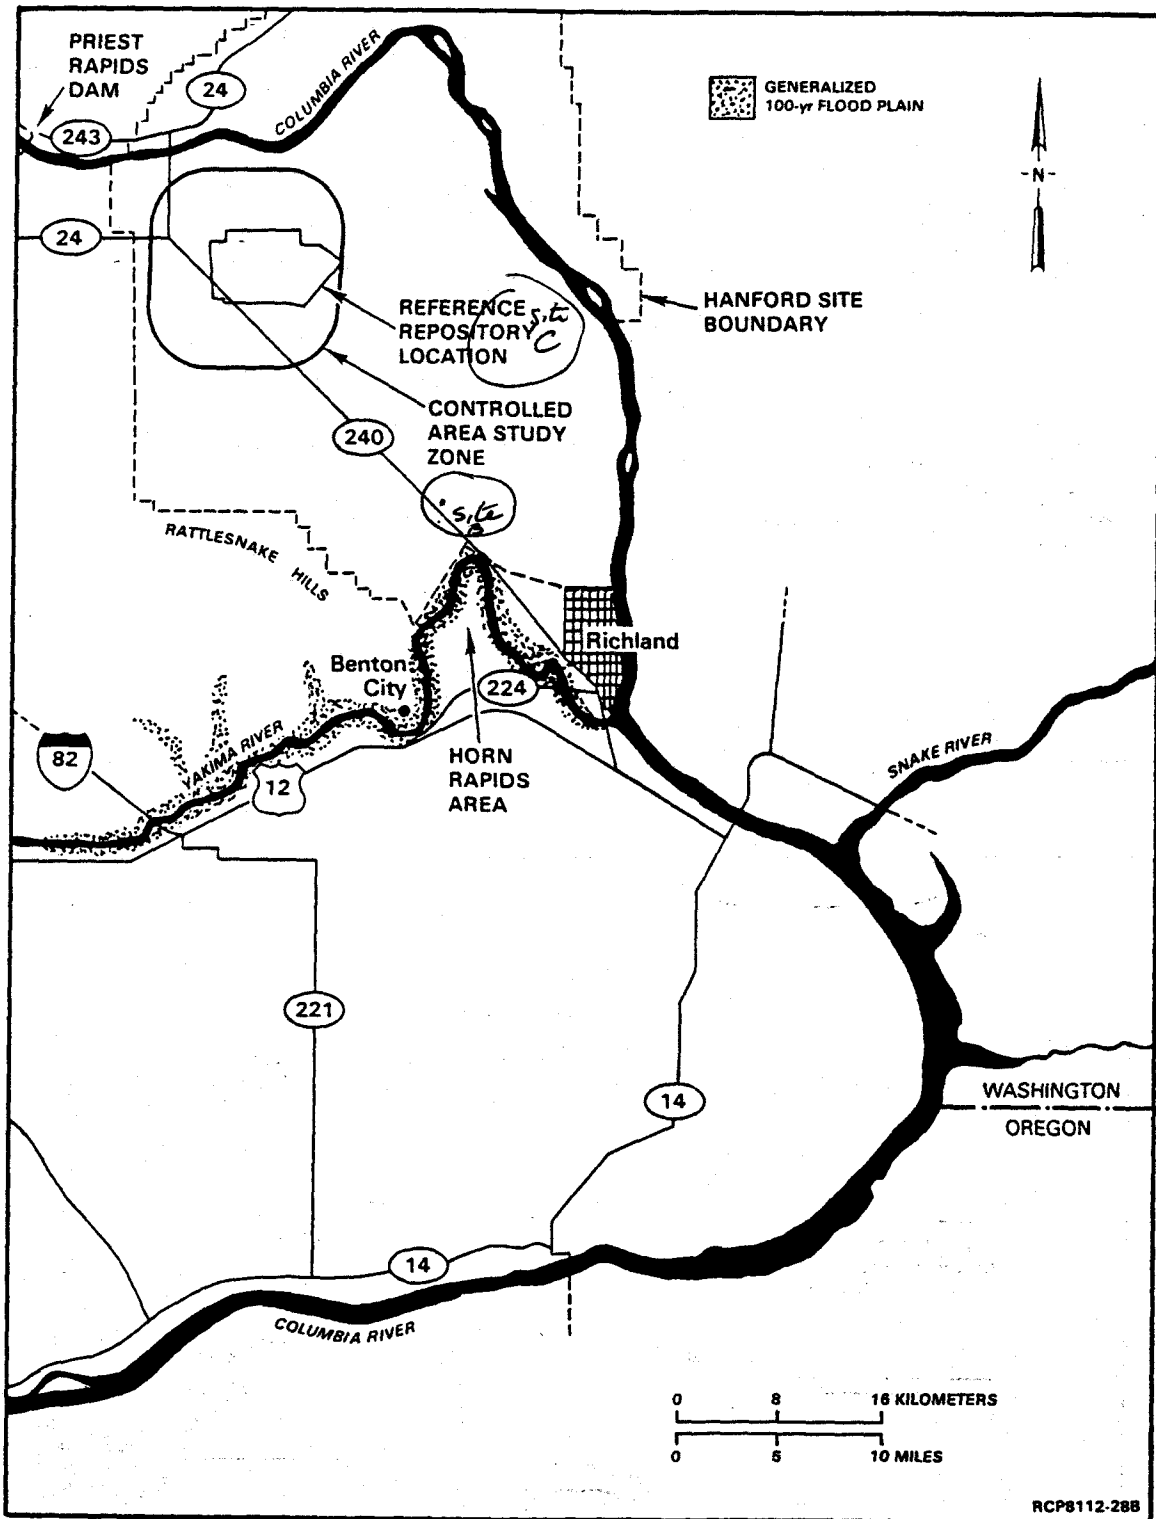 PRIEST
RAPIDS
DAM
24
243
COLUMBIA RIVER
GENERALIZED
100-yr FLOOD PLAIN
-N-
24
REFERENCE
REPOSITORY
LOCATION
Site
C
HANFORD SITE
BOUNDARY
CONTROLLED
AREA STUDY
ZONE
240
Site
B
RATTLESNAKE HILLS
Richland
Benton
City
224
HORN
RAPIDS
AREA
YAKIMA RIVER
82
12
SNAKE RIVER
221
14
WASHINGTON
OREGON
14
COLUMBIA RIVER
0 8 16 KILOMETERS
0 5 10 MILES
RCP8112-28B